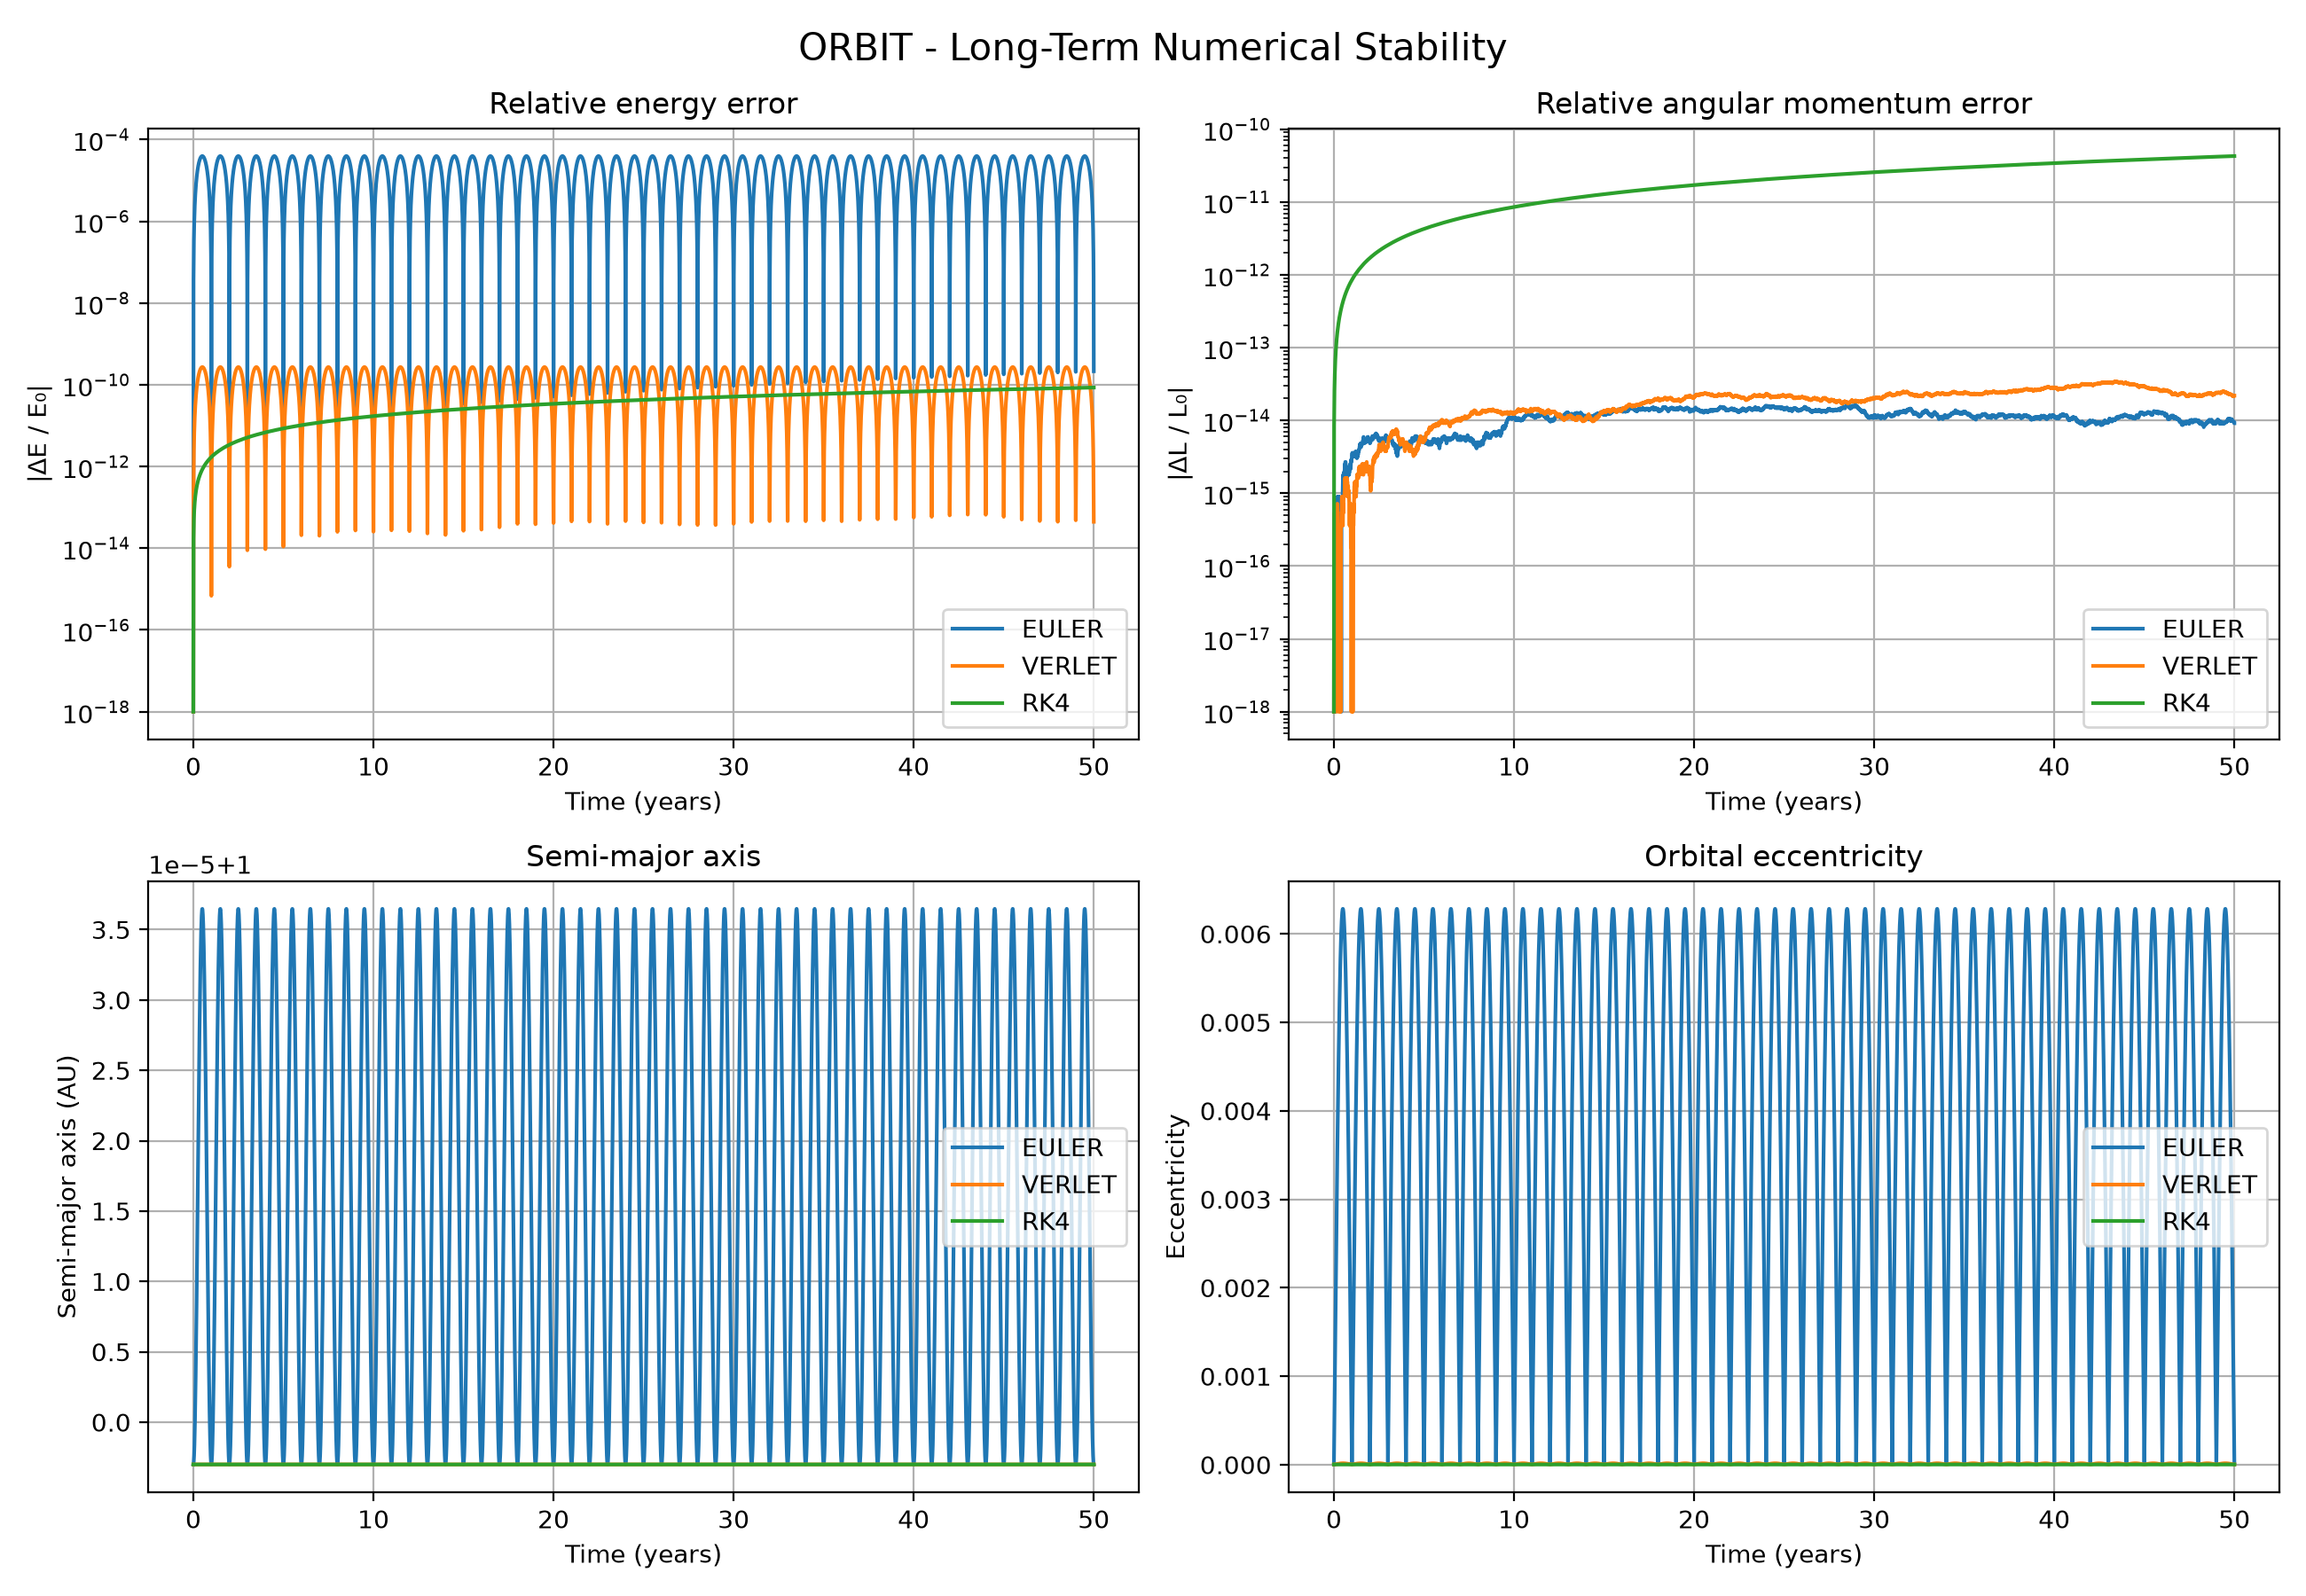 ORBIT - Long-Term Numerical Stability
Relative energy error
|ΔE / E₀|
10⁻⁴
10⁻⁶
10⁻⁸
10⁻¹⁰
10⁻¹²
10⁻¹⁴
10⁻¹⁶
10⁻¹⁸
EULER
VERLET
RK4
0 10 20 30 40 50
Time (years)
Relative angular momentum error
|ΔL / L₀|
10⁻¹⁰
10⁻¹¹
10⁻¹²
10⁻¹³
10⁻¹⁴
10⁻¹⁵
10⁻¹⁶
10⁻¹⁷
10⁻¹⁸
EULER
VERLET
RK4
0 10 20 30 40 50
Time (years)
Semi-major axis
1e−5+1
Semi-major axis (AU)
3.5
3.0
2.5
2.0
1.5
1.0
0.5
0.0
EULER
VERLET
RK4
0 10 20 30 40 50
Time (years)
Orbital eccentricity
Eccentricity
0.006
0.005
0.004
0.003
0.002
0.001
0.000
EULER
VERLET
RK4
0 10 20 30 40 50
Time (years)